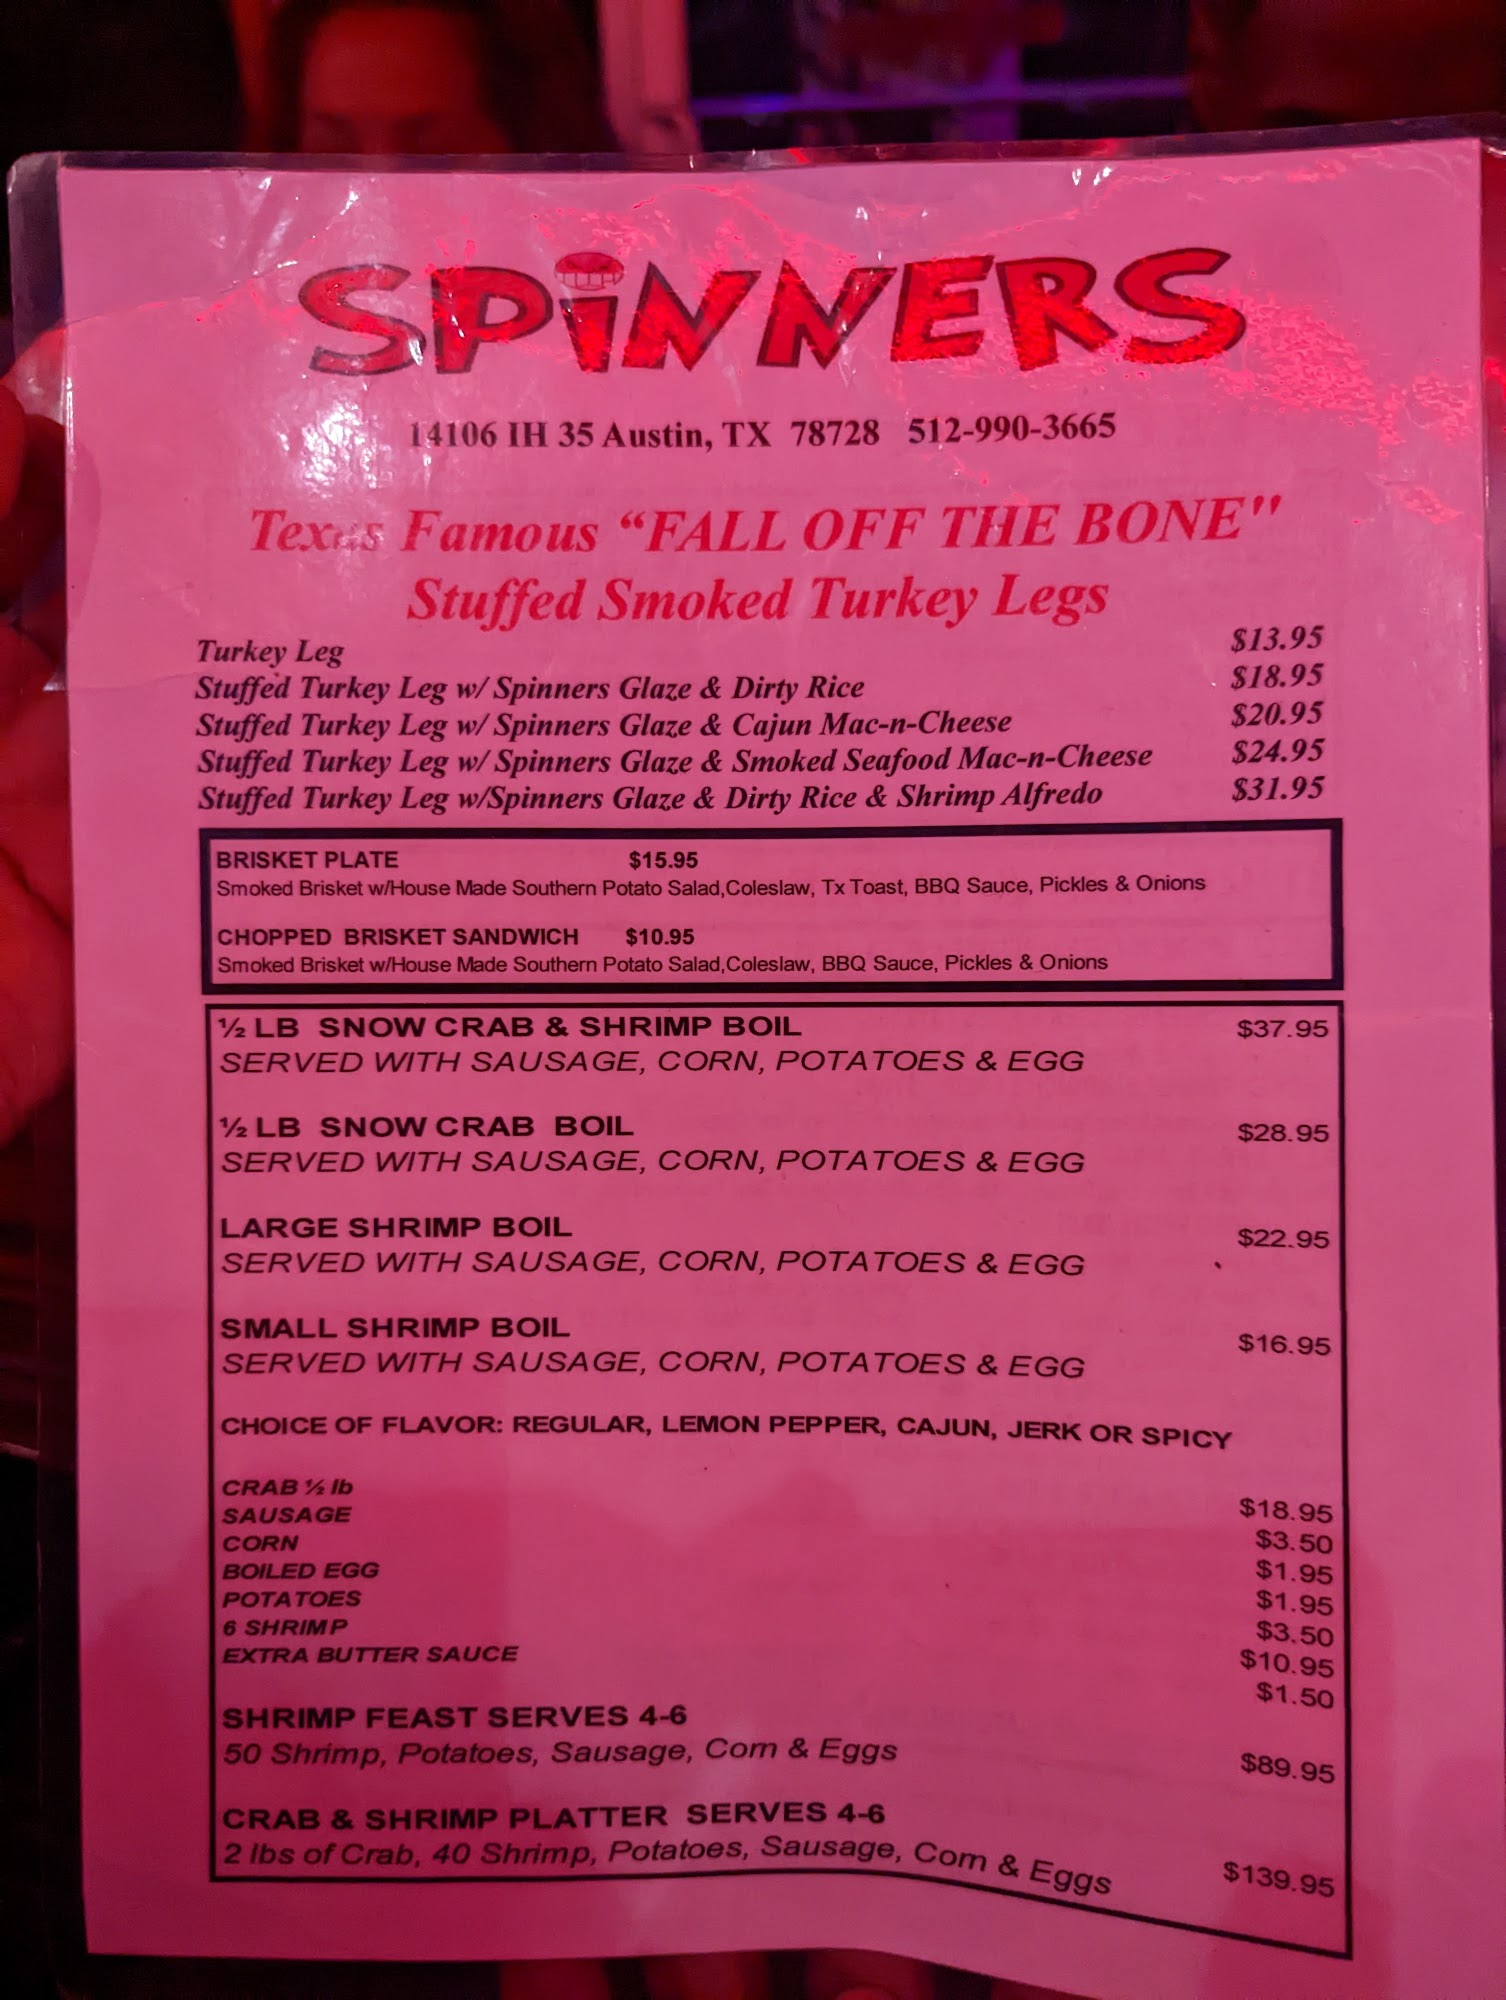 SPiNNERS
14106 IH 35 Austin, TX 78728 512-990-3665
Texas Famous “FALL OFF THE BONE"
Stuffed Smoked Turkey Legs
Turkey Leg $13.95
Stuffed Turkey Leg w/ Spinners Glaze & Dirty Rice $18.95
Stuffed Turkey Leg w/ Spinners Glaze & Cajun Mac-n-Cheese $20.95
Stuffed Turkey Leg w/ Spinners Glaze & Smoked Seafood Mac-n-Cheese $24.95
Stuffed Turkey Leg w/Spinners Glaze & Dirty Rice & Shrimp Alfredo $31.95
BRISKET PLATE $15.95
Smoked Brisket w/House Made Southern Potato Salad,Coleslaw, Tx Toast, BBQ Sauce, Pickles & Onions
CHOPPED BRISKET SANDWICH $10.95
Smoked Brisket w/House Made Southern Potato Salad,Coleslaw, BBQ Sauce, Pickles & Onions
½ LB SNOW CRAB & SHRIMP BOIL $37.95
SERVED WITH SAUSAGE, CORN, POTATOES & EGG
½ LB SNOW CRAB BOIL $28.95
SERVED WITH SAUSAGE, CORN, POTATOES & EGG
LARGE SHRIMP BOIL $22.95
SERVED WITH SAUSAGE, CORN, POTATOES & EGG
SMALL SHRIMP BOIL $16.95
SERVED WITH SAUSAGE, CORN, POTATOES & EGG
CHOICE OF FLAVOR: REGULAR, LEMON PEPPER, CAJUN, JERK OR SPICY
CRAB ½ lb $18.95
SAUSAGE $3.50
CORN $1.95
BOILED EGG $1.95
POTATOES $3.50
6 SHRIMP $10.95
EXTRA BUTTER SAUCE $1.50
SHRIMP FEAST SERVES 4-6
50 Shrimp, Potatoes, Sausage, Corn & Eggs $89.95
CRAB & SHRIMP PLATTER SERVES 4-6
2 lbs of Crab, 40 Shrimp, Potatoes, Sausage, Corn & Eggs $139.95